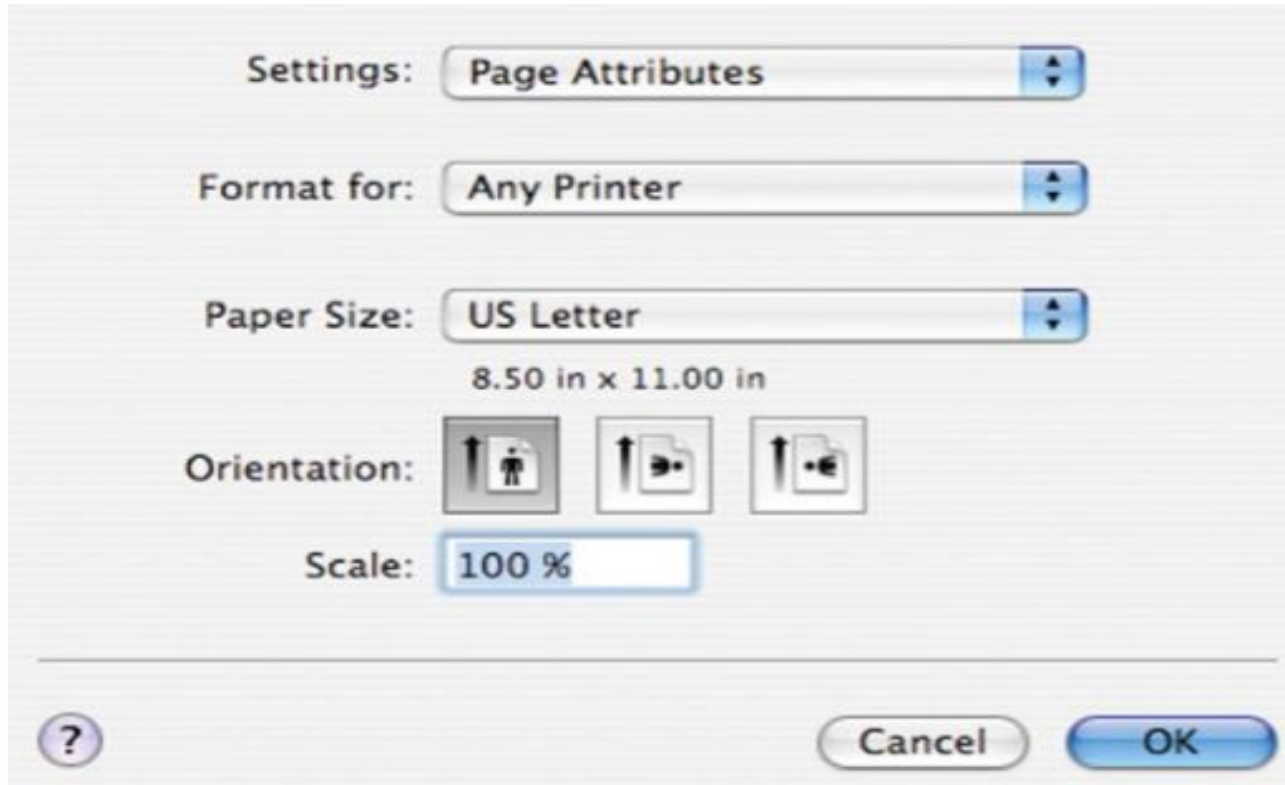 Settings: Page Attributes
Format for: Any Printer
Paper Size: US Letter
8.50 in x 11.00 in
Orientation:
Scale: 100 %
? Cancel OK